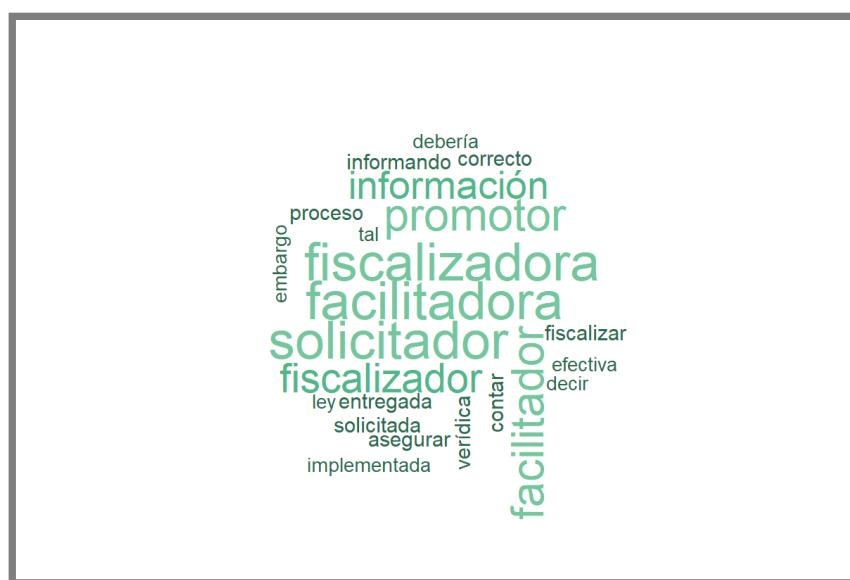 debería
informando correcto
información
proceso promotor
tal
embargo
fiscalizadora
facilitadora
solicitador
fiscalizar
facilitador
efectiva
fiscalizador
decir
contar
ley entregada
verídica
solicitada
asegurar
implementada